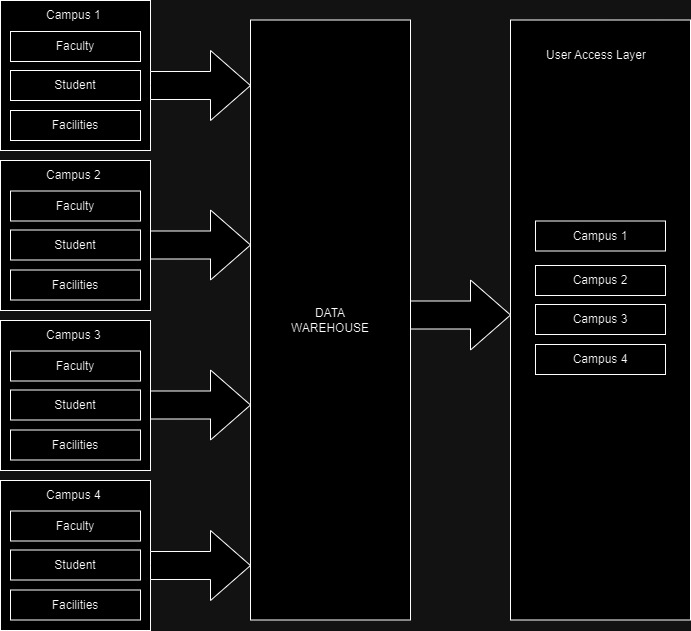 Campus 1
Faculty
Student
Facilities
Campus 2
Faculty
Student
Facilities
Campus 3
Faculty
Student
Facilities
Campus 4
Faculty
Student
Facilities
DATA
WAREHOUSE
User Access Layer
Campus 1
Campus 2
Campus 3
Campus 4